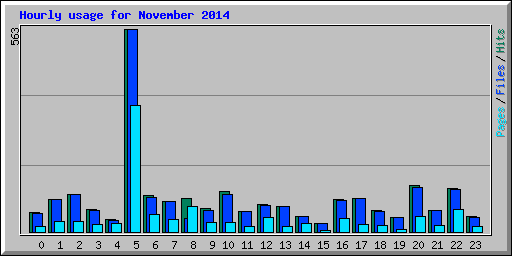 Hourly usage for November 2014
563
Pages/Files/Hits
0 1 2 3 4 5 6 7 8 9 10 11 12 13 14 15 16 17 18 19 20 21 22 23